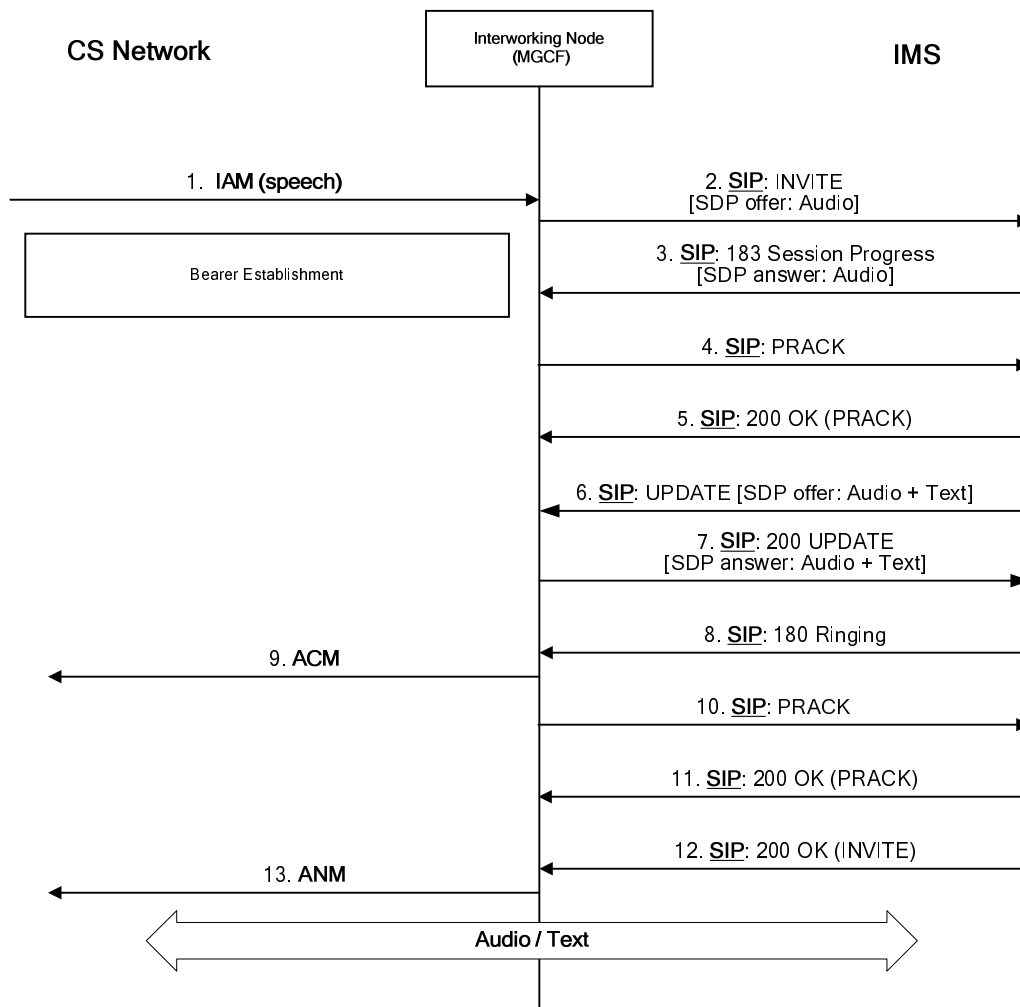 CS Network
Interworking Node
(MGCF)
IMS
1. IAM (speech)
2. SIP: INVITE
[SDP offer: Audio]
Bearer Establishment
3. SIP: 183 Session Progress
[SDP answer: Audio]
4. SIP: PRACK
5. SIP: 200 OK (PRACK)
6. SIP: UPDATE [SDP offer: Audio + Text]
7. SIP: 200 UPDATE
[SDP answer: Audio + Text]
8. SIP: 180 Ringing
9. ACM
10. SIP: PRACK
11. SIP: 200 OK (PRACK)
12. SIP: 200 OK (INVITE)
13. ANM
Audio / Text